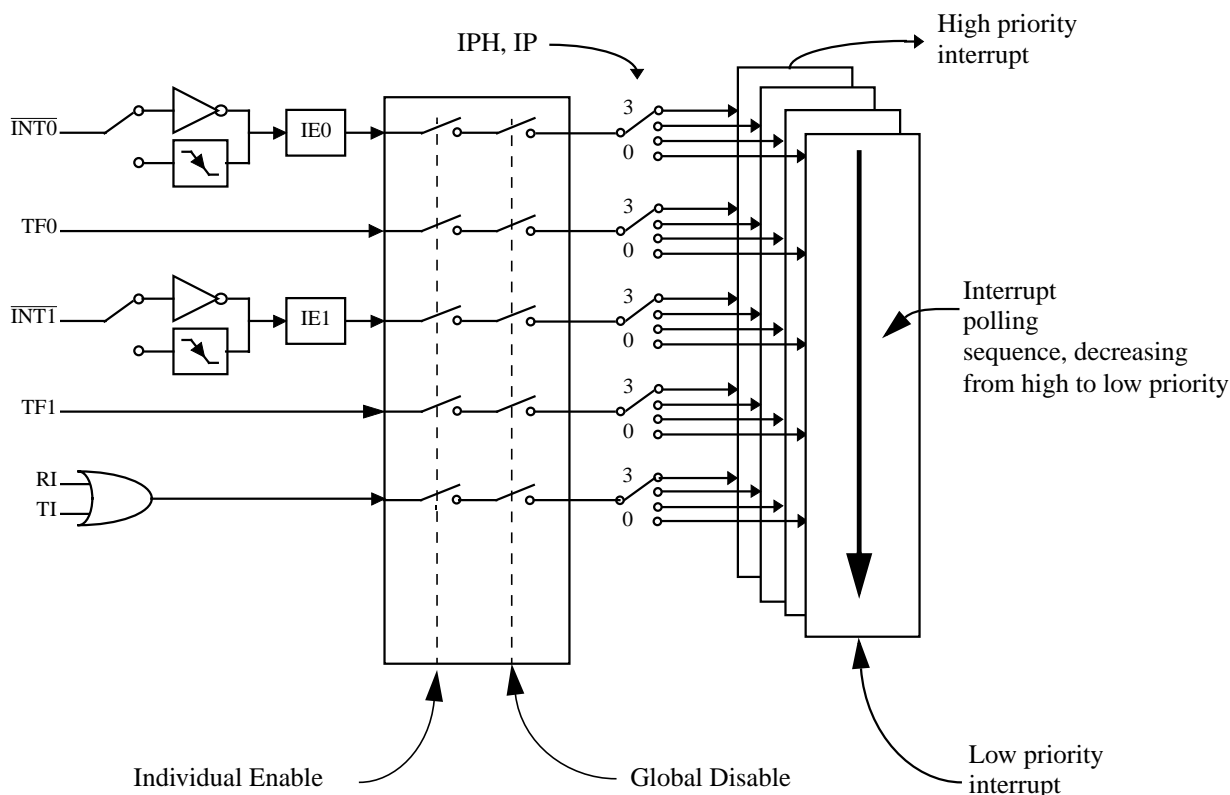 High priority
interrupt
IPH, IP
INT0
IE0
3
0
TF0
3
0
INT1
IE1
3
0
Interrupt
polling
sequence, decreasing
from high to low priority
TF1
3
0
RI
TI
3
0
Individual Enable
Global Disable
Low priority
interrupt